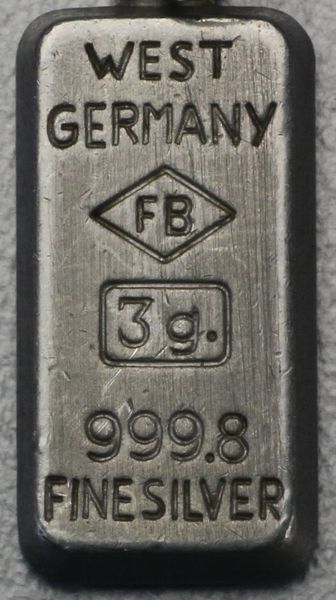 WEST
GERMANY
FB
3g.
999.8
FINESILVER